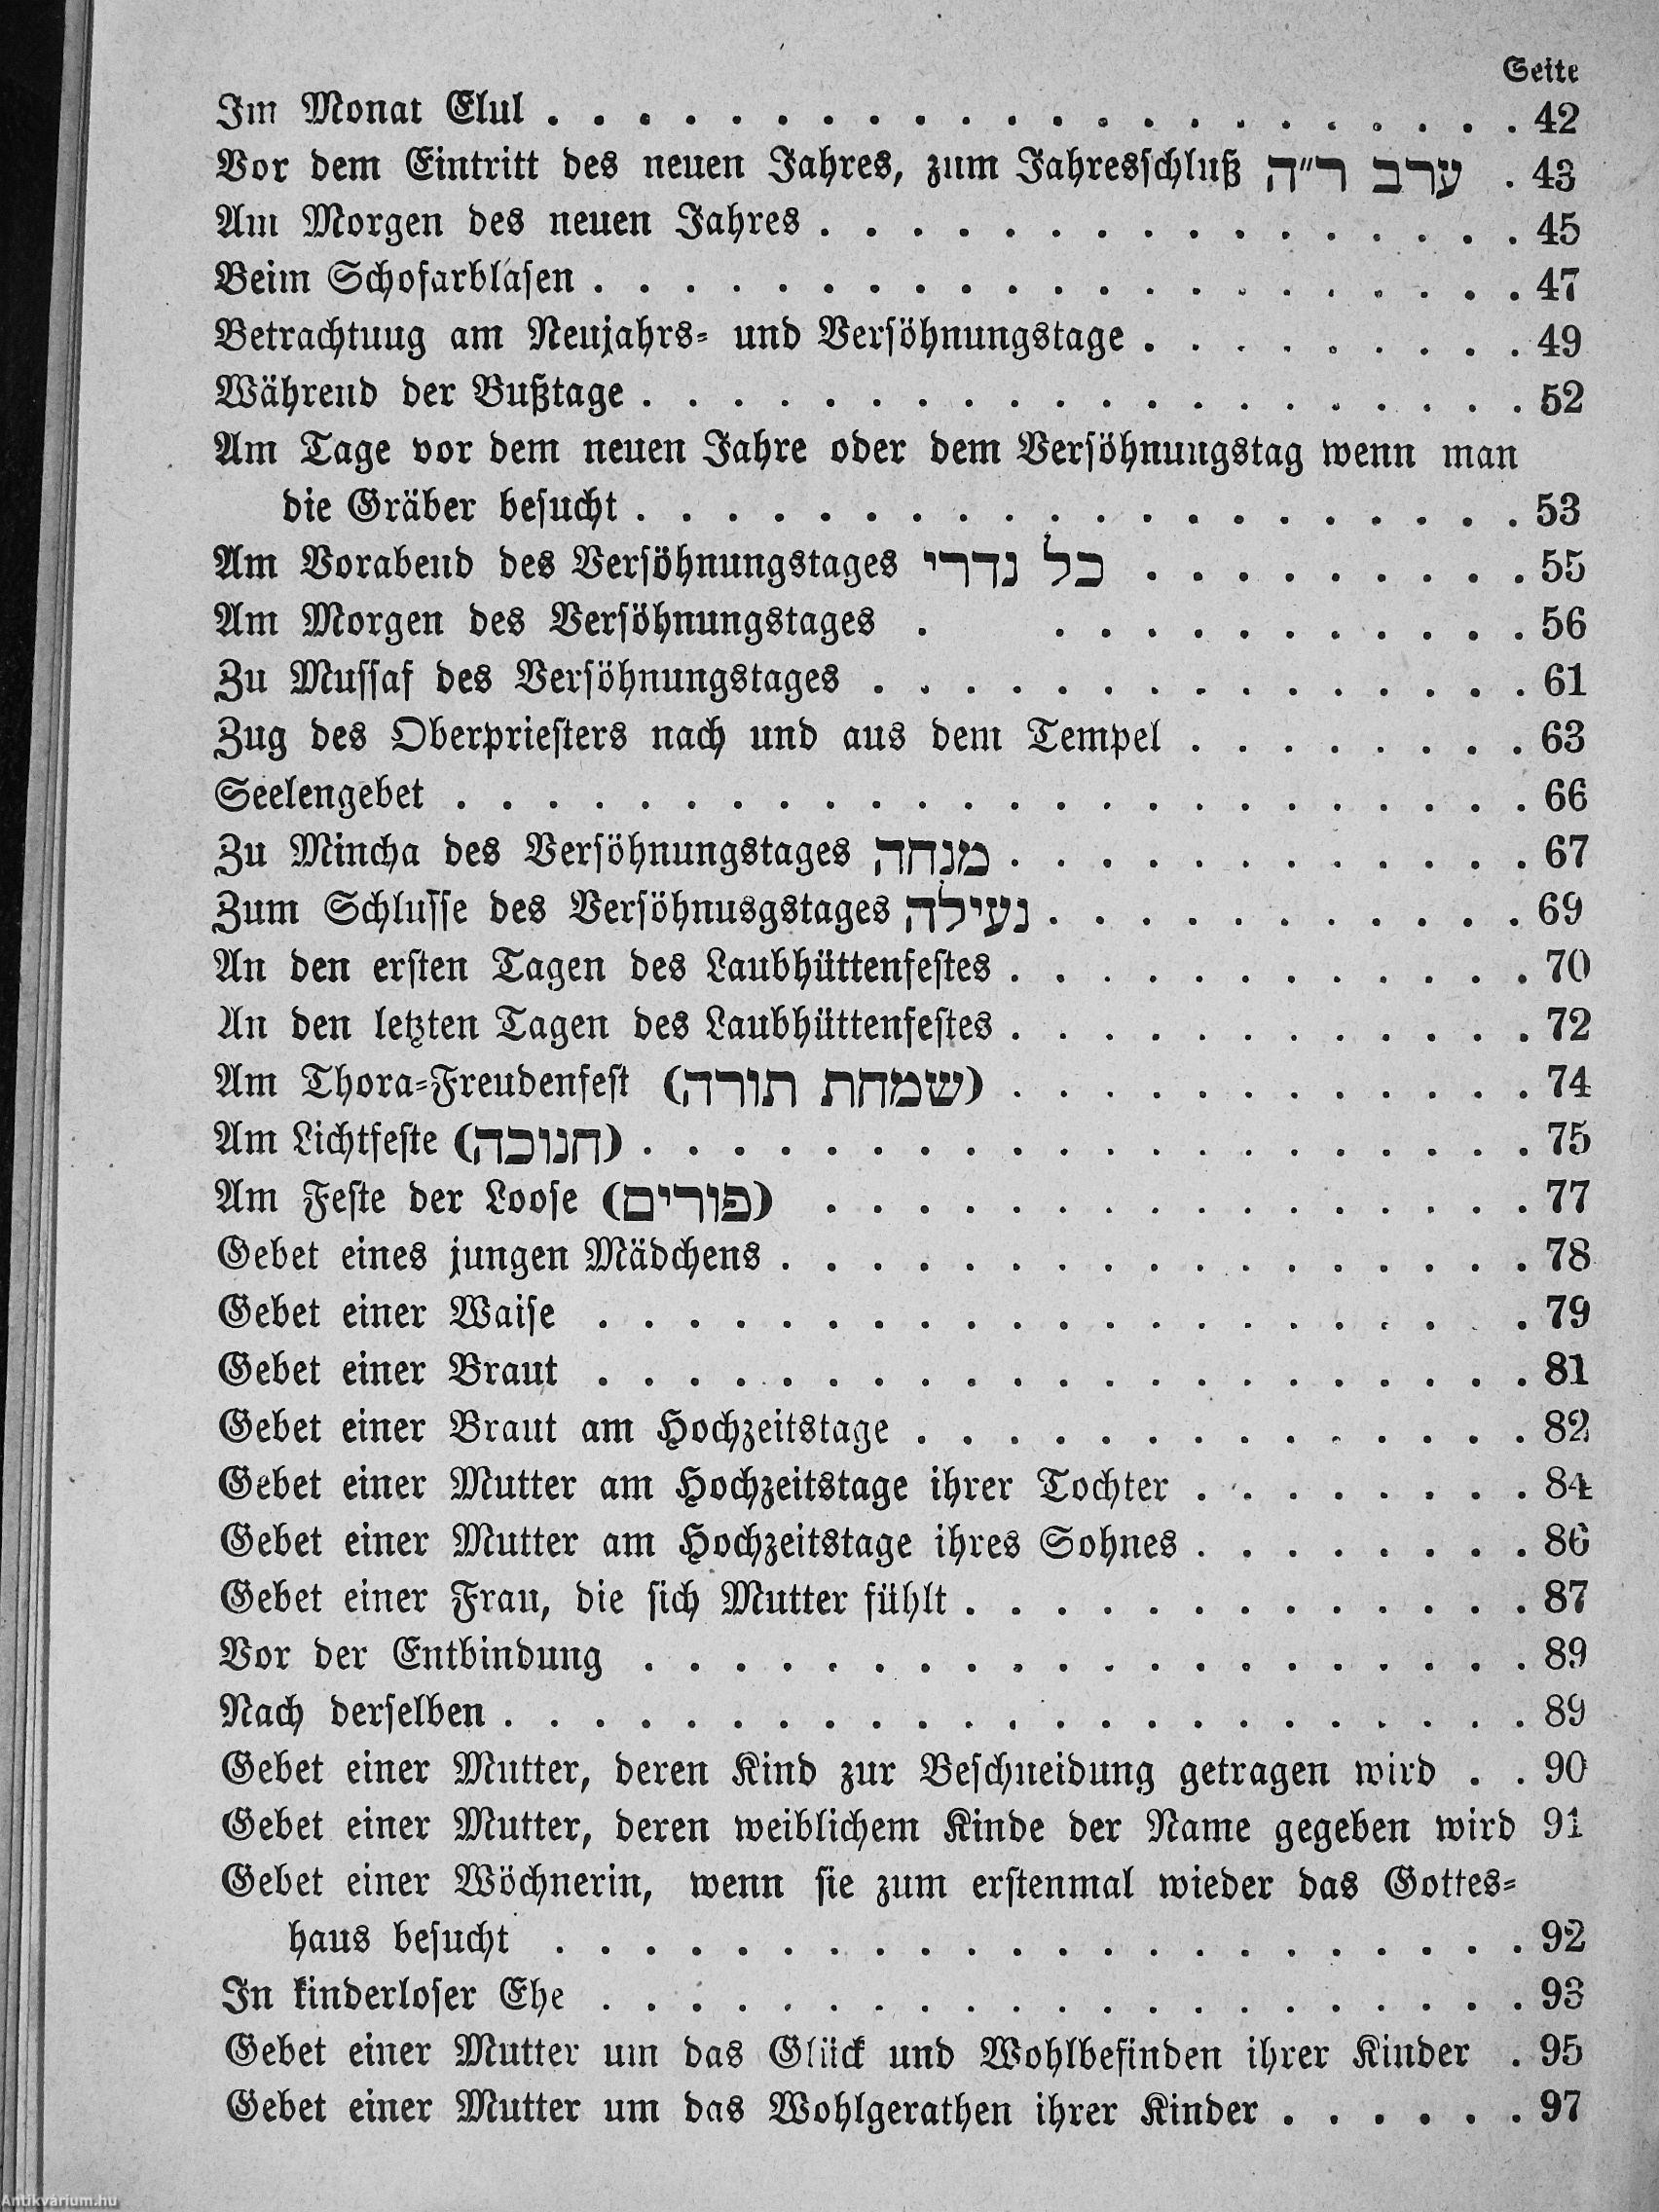 Seite
Im Monat Elul . . . . . . . . . . . . . . . . . . . . . . 42
Vor dem Eintritt des neuen Jahres, zum Jahresschluß ערב ר״ה . 43
Am Morgen des neuen Jahres . . . . . . . . . . . . . . . . 45
Beim Schofarblasen . . . . . . . . . . . . . . . . . . . . . 47
Betrachtuug am Neujahrs- und Versöhnungstage . . . . . . . . . 49
Während der Bußtage . . . . . . . . . . . . . . . . . . . . 52
Am Tage vor dem neuen Jahre oder dem Versöhnungstag wenn man
die Gräber besucht . . . . . . . . . . . . . . . . . . . . 53
Am Vorabend des Versöhnungstages כל נדרי . . . . . . . . . 55
Am Morgen des Versöhnungstages . . . . . . . . . . . . 56
Zu Mussaf des Versöhnungstages . . . . . . . . . . . . . . . 61
Zug des Oberpriesters nach und aus dem Tempel . . . . . . . . 63
Seelengebet . . . . . . . . . . . . . . . . . . . . . . . . 66
Zu Mincha des Versöhnungstages מנחה . . . . . . . . . . . . 67
Zum Schlusse des Versöhnusgstages נעילה . . . . . . . . . . . 69
An den ersten Tagen des Laubhüttenfestes . . . . . . . . . . . . 70
An den letzten Tagen des Laubhüttenfestes . . . . . . . . . . . . 72
Am Thora-Freudenfest (שמחת תורה) . . . . . . . . . . . . 74
Am Lichtfeste (חנוכה) . . . . . . . . . . . . . . . . . . . . 75
Am Feste der Loose (פורים) . . . . . . . . . . . . . . . . 77
Gebet eines jungen Mädchens . . . . . . . . . . . . . . . . . 78
Gebet einer Waise . . . . . . . . . . . . . . . . . . . . . 79
Gebet einer Braut . . . . . . . . . . . . . . . . . . . . . 81
Gebet einer Braut am Hochzeitstage . . . . . . . . . . . . . . 82
Gebet einer Mutter am Hochzeitstage ihrer Tochter . . . . . . . . 84
Gebet einer Mutter am Hochzeitstage ihres Sohnes . . . . . . . . 86
Gebet einer Frau, die sich Mutter fühlt . . . . . . . . . . . . . 87
Vor der Entbindung . . . . . . . . . . . . . . . . . . . . 89
Nach derselben . . . . . . . . . . . . . . . . . . . . . . . 89
Gebet einer Mutter, deren Kind zur Beschneidung getragen wird . . 90
Gebet einer Mutter, deren weiblichem Kinde der Name gegeben wird 91
Gebet einer Wöchnerin, wenn sie zum erstenmal wieder das Gottes-
haus besucht . . . . . . . . . . . . . . . . . . . . . . 92
In kinderloser Ehe . . . . . . . . . . . . . . . . . . . . . 93
Gebet einer Mutter um das Glück und Wohlbefinden ihrer Kinder . 95
Gebet einer Mutter um das Wohlgerathen ihrer Kinder . . . . . . 97
Antikvarium.hu